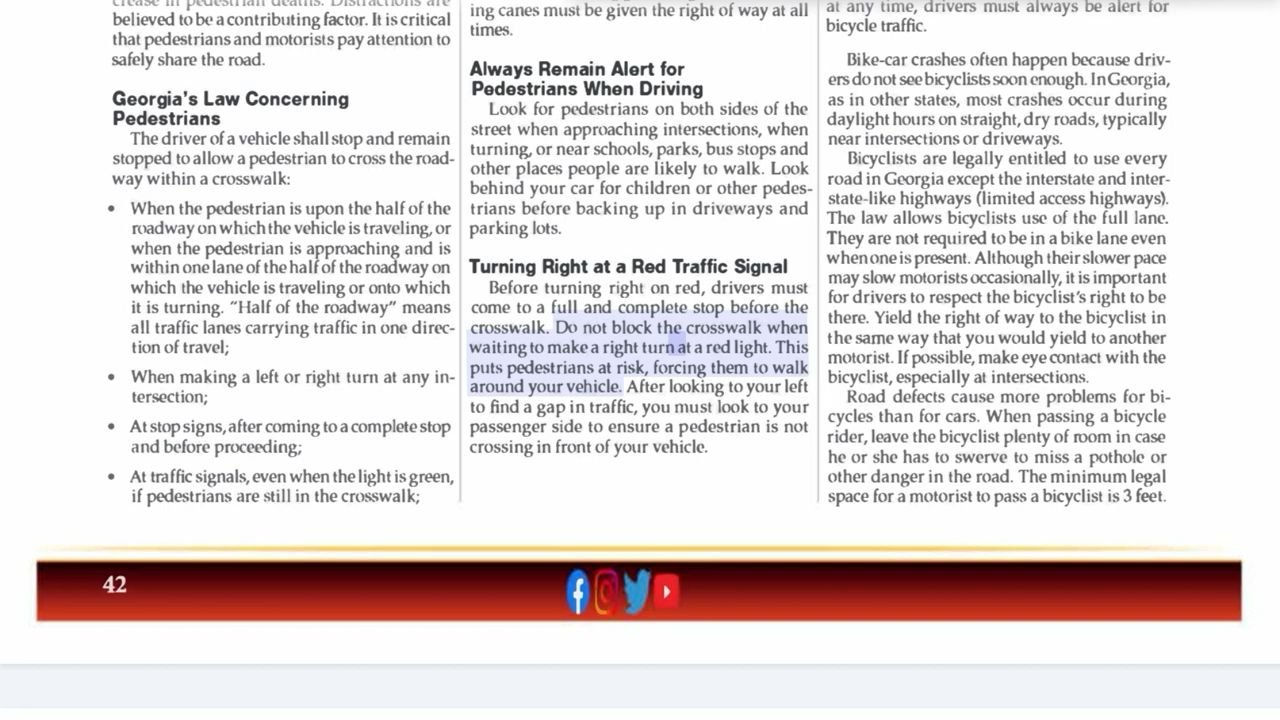 crease in pedestrian deaths. Distractions are
believed to be a contributing factor. It is critical
that pedestrians and motorists pay attention to
safely share the road.
Georgia's Law Concerning
Pedestrians
The driver of a vehicle shall stop and remain
stopped to allow a pedestrian to cross the road-
way within a crosswalk:
• When the pedestrian is upon the half of the
roadway on which the vehicle is traveling, or
when the pedestrian is approaching and is
within one lane of the half of the roadway on
which the vehicle is traveling or onto which
it is turning. “Half of the roadway” means
all traffic lanes carrying traffic in one direc-
tion of travel;
• When making a left or right turn at any in-
tersection;
• At stop signs, after coming to a complete stop
and before proceeding;
• At traffic signals, even when the light is green,
if pedestrians are still in the crosswalk;
ing canes must be given the right of way at all
times.
Always Remain Alert for
Pedestrians When Driving
Look for pedestrians on both sides of the
street when approaching intersections, when
turning, or near schools, parks, bus stops and
other places people are likely to walk. Look
behind your car for children or other pedes-
trians before backing up in driveways and
parking lots.
Turning Right at a Red Traffic Signal
Before turning right on red, drivers must
come to a full and complete stop before the
crosswalk. Do not block the crosswalk when
waiting to make a right turn at a red light. This
puts pedestrians at risk, forcing them to walk
around your vehicle. After looking to your left
to find a gap in traffic, you must look to your
passenger side to ensure a pedestrian is not
crossing in front of your vehicle.
at any time, drivers must always be alert for
bicycle traffic.
Bike-car crashes often happen because driv-
ers do not see bicyclists soon enough. In Georgia,
as in other states, most crashes occur during
daylight hours on straight, dry roads, typically
near intersections or driveways.
Bicyclists are legally entitled to use every
road in Georgia except the interstate and inter-
state-like highways (limited access highways).
The law allows bicyclists use of the full lane.
They are not required to be in a bike lane even
when one is present. Although their slower pace
may slow motorists occasionally, it is important
for drivers to respect the bicyclist's right to be
there. Yield the right of way to the bicyclist in
the same way that you would yield to another
motorist. If possible, make eye contact with the
bicyclist, especially at intersections.
Road defects cause more problems for bi-
cycles than for cars. When passing a bicycle
rider, leave the bicyclist plenty of room in case
he or she has to swerve to miss a pothole or
other danger in the road. The minimum legal
space for a motorist to pass a bicyclist is 3 feet.
42